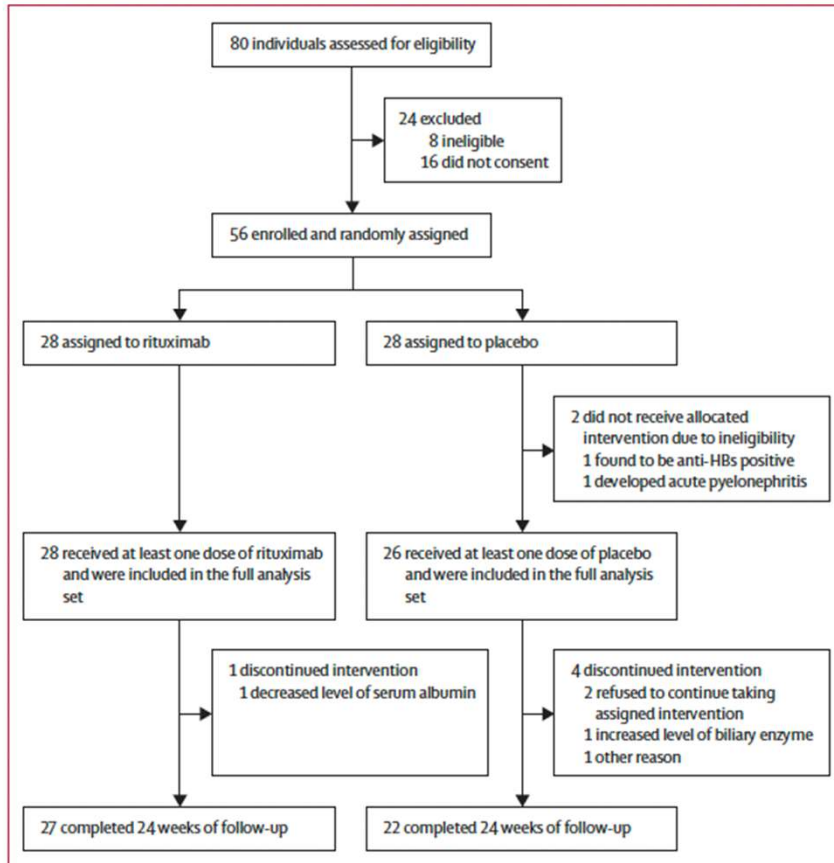 80 individuals assessed for eligibility
24 excluded
8 ineligible
16 did not consent
56 enrolled and randomly assigned
28 assigned to rituximab
28 assigned to placebo
2 did not receive allocated
intervention due to ineligibility
1 found to be anti-HBs positive
1 developed acute pyelonephritis
28 received at least one dose of rituximab
and were included in the full analysis
set
26 received at least one dose of placebo
and were included in the full analysis
set
1 discontinued intervention
1 decreased level of serum albumin
4 discontinued intervention
2 refused to continue taking
assigned intervention
1 increased level of biliary enzyme
1 other reason
27 completed 24 weeks of follow-up
22 completed 24 weeks of follow-up